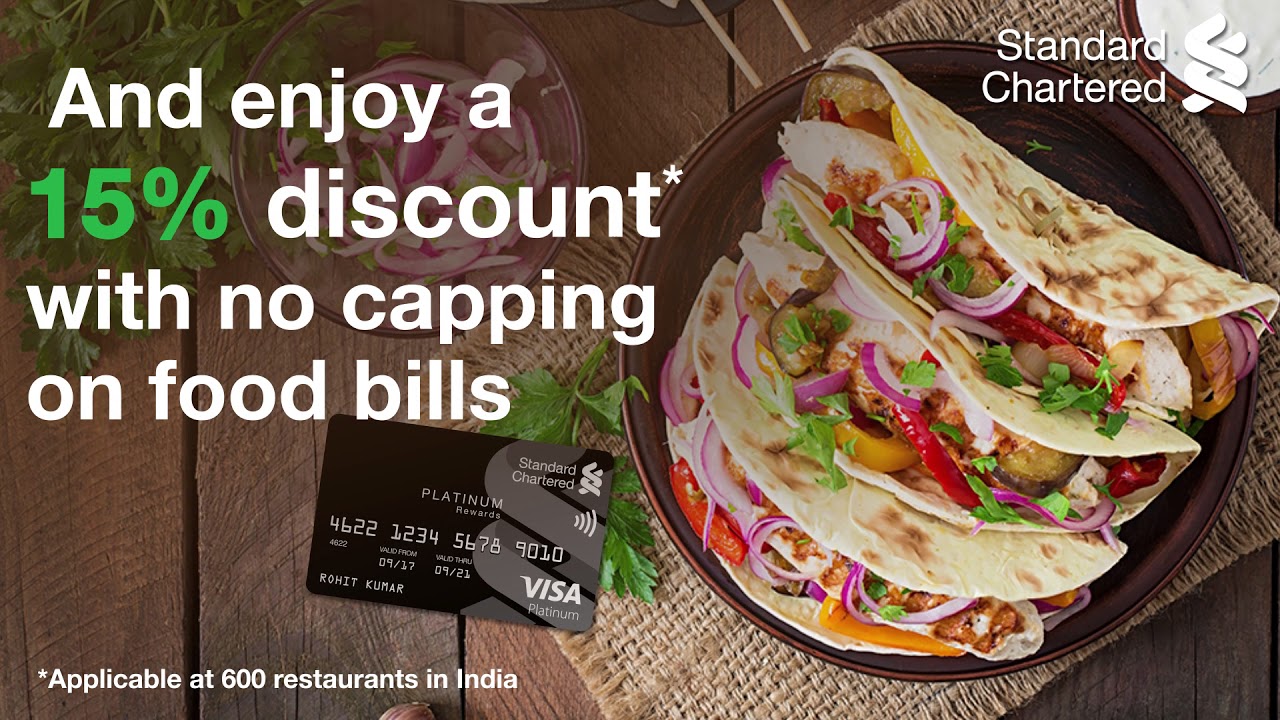 And enjoy a
15% discount*
with no capping
on food bills
Standard
Chartered
Standard
Chartered
PLATINUM
Rewards
4622 1234 5678 9010
4622
VALID FROM
09/17
VALID THRU
09/21
ROHIT KUMAR
VISA
Platinum
*Applicable at 600 restaurants in India